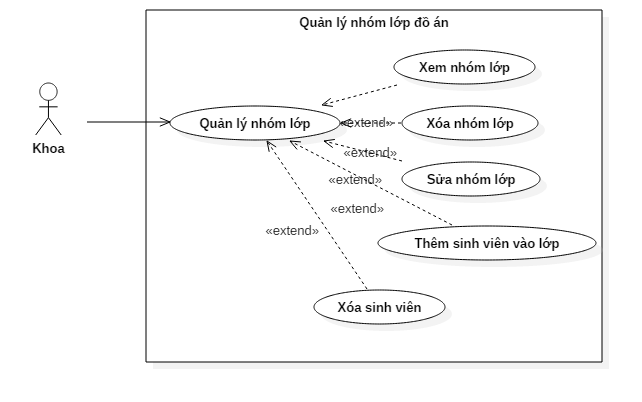 Quản lý nhóm lớp đồ án
Xem nhóm lớp
Quản lý nhóm lớp
«extend»
Xóa nhóm lớp
Khoa
«extend»
Sửa nhóm lớp
«extend»
«extend»
«extend»
Thêm sinh viên vào lớp
Xóa sinh viên